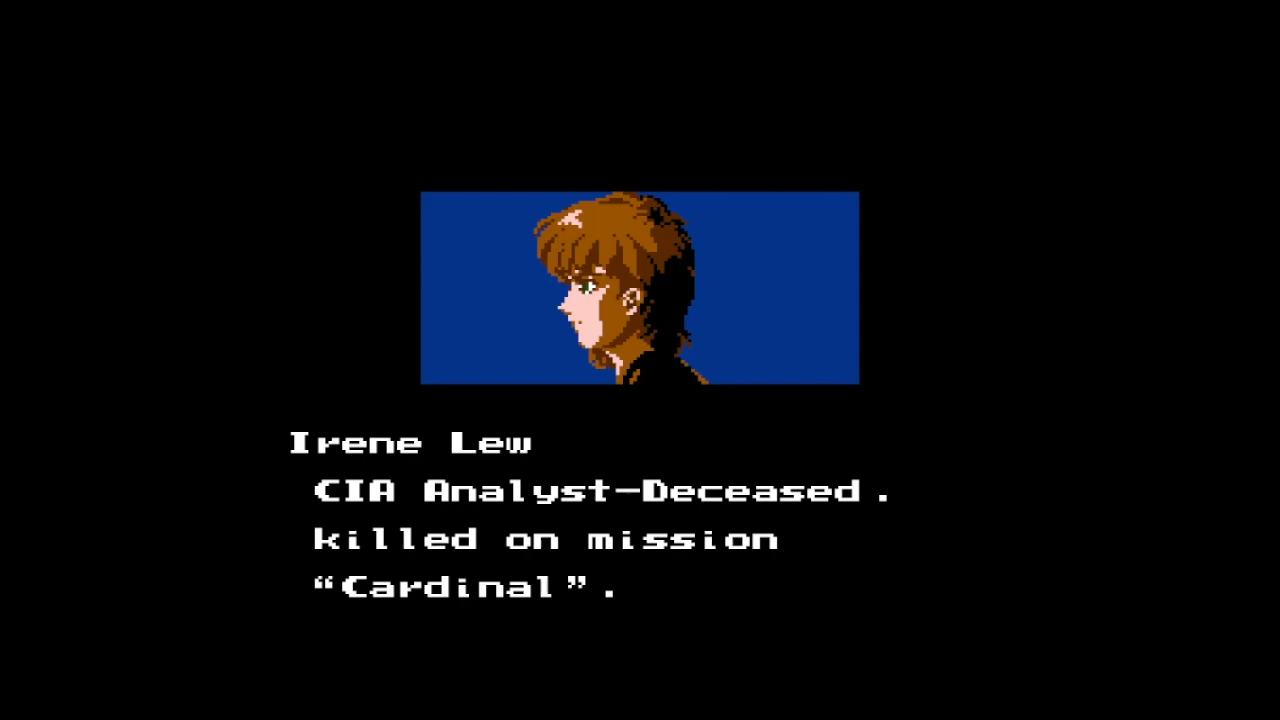 Irene Lew
CIA Analyst-Deceased.
killed on mission
“Cardinal”.